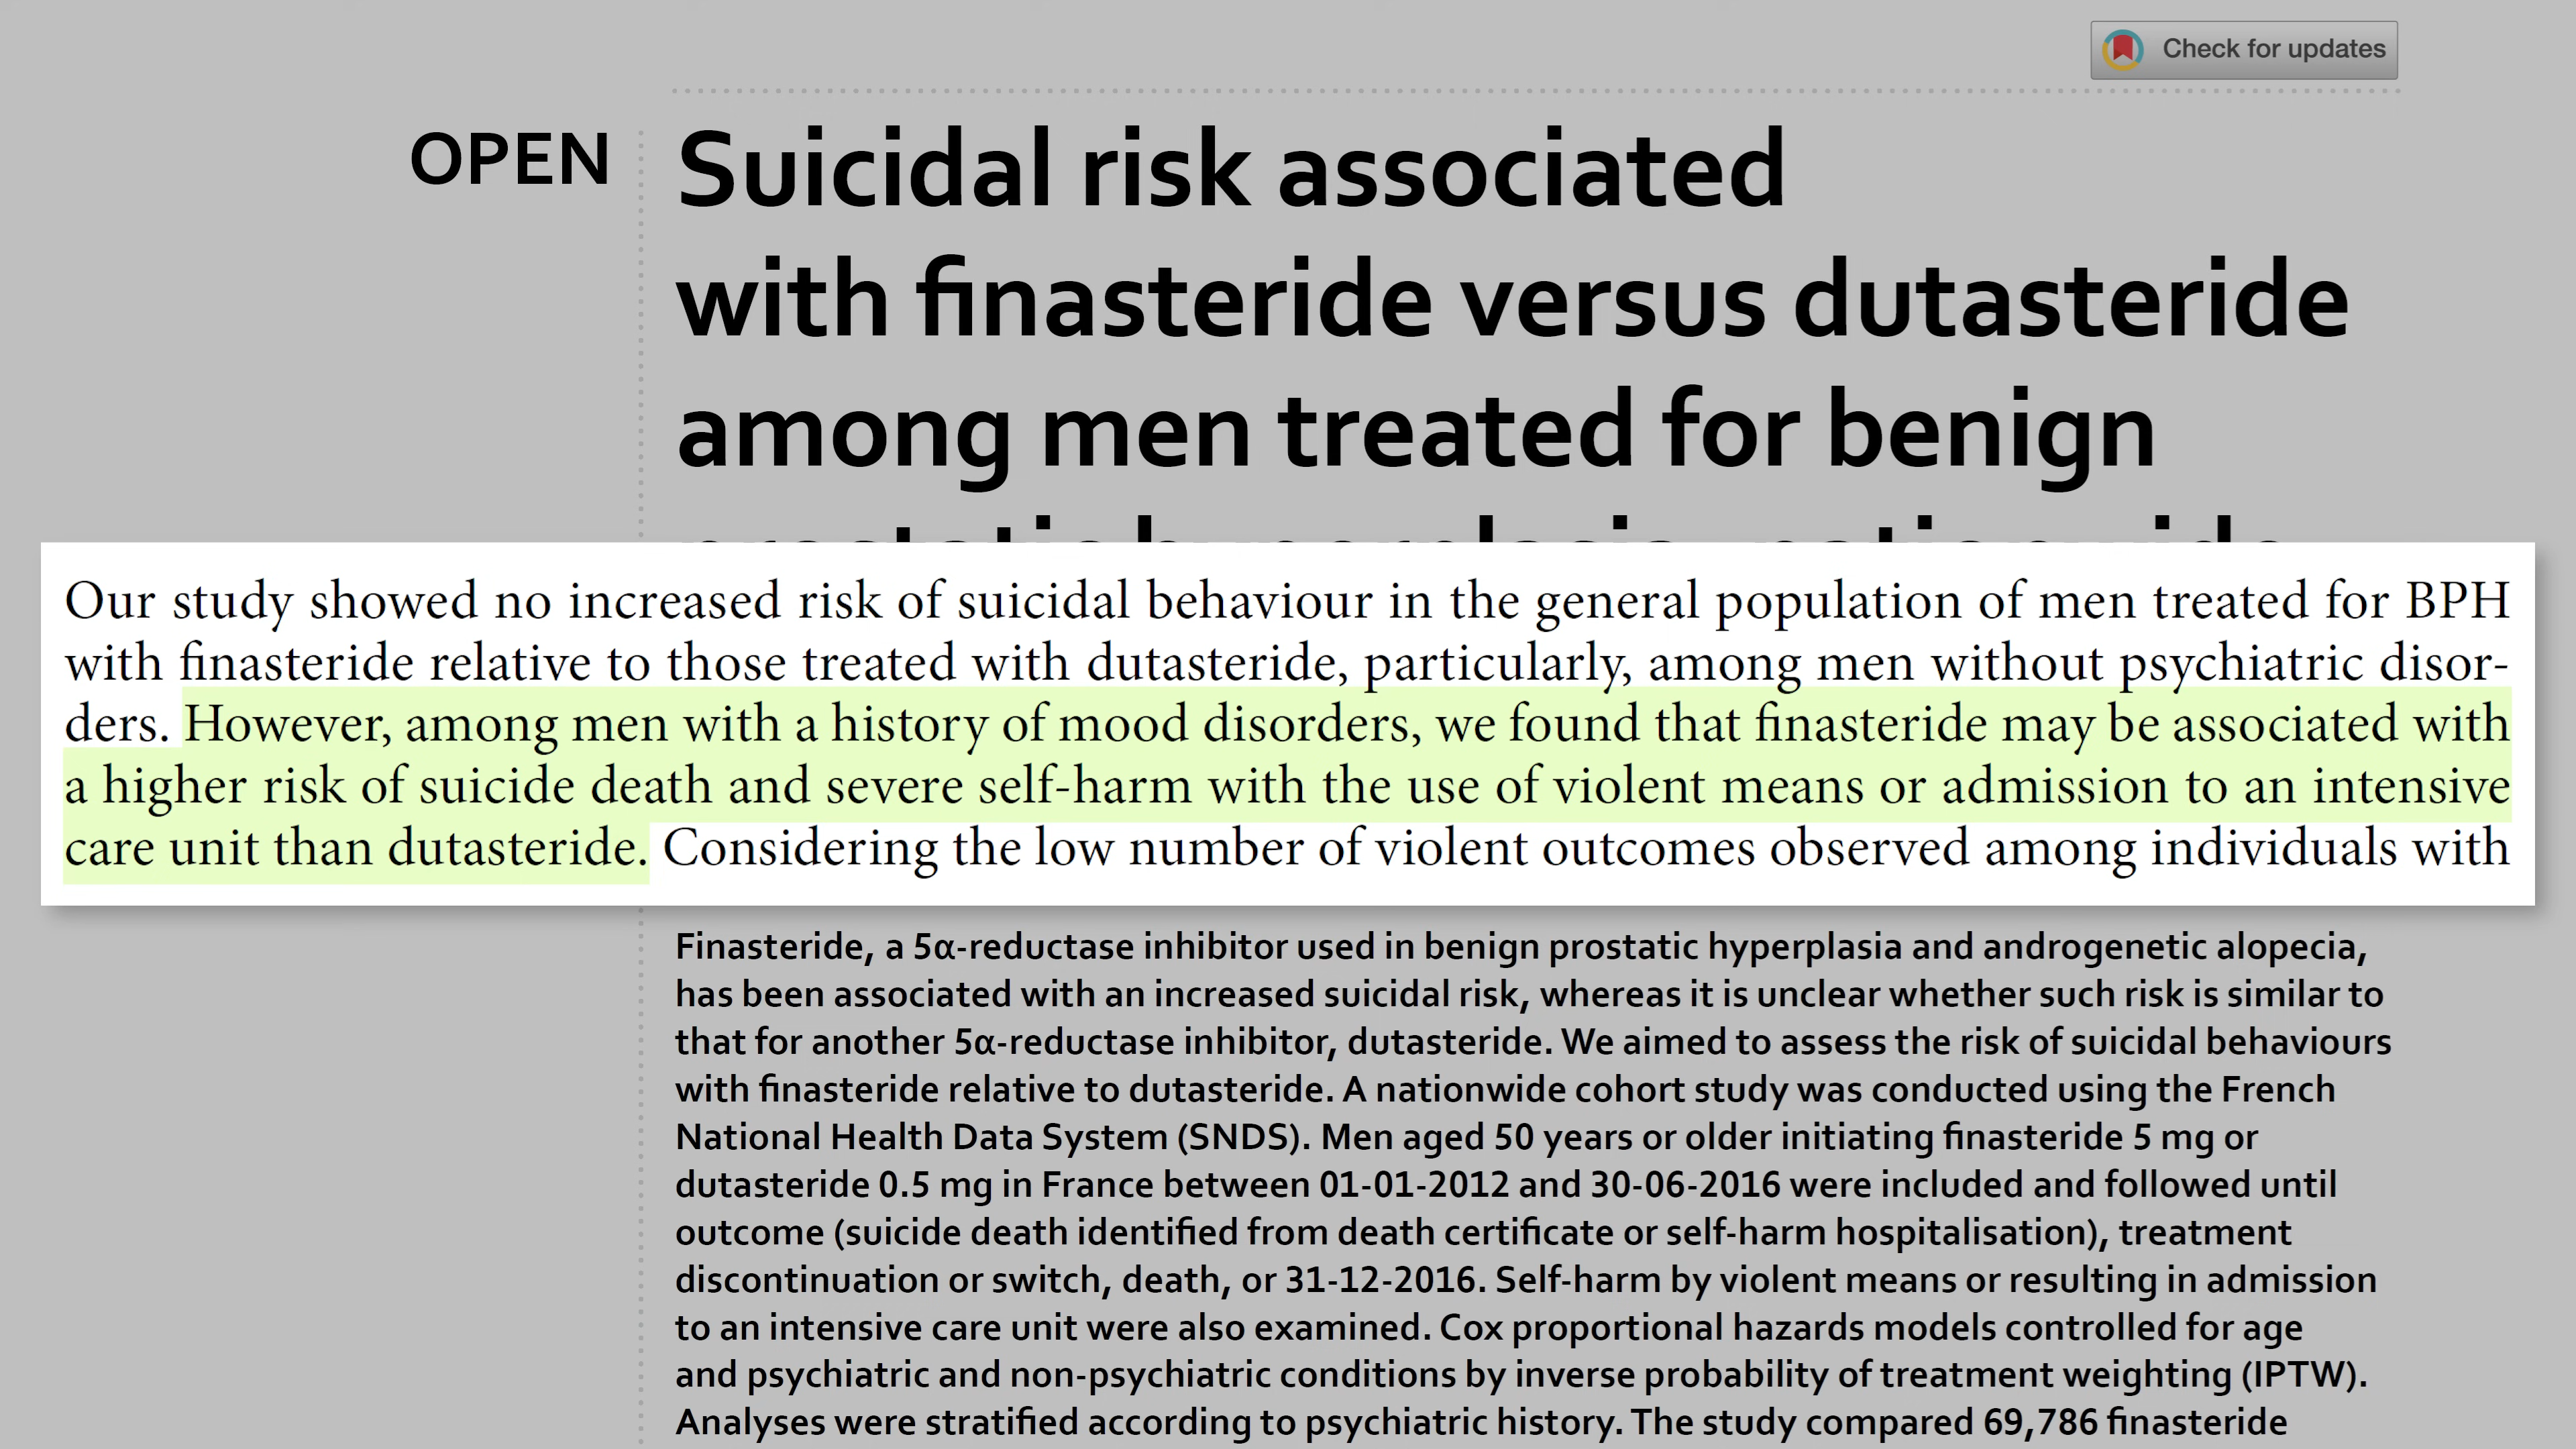 Check for updates
OPEN
Suicidal risk associated
with finasteride versus dutasteride
among men treated for benign
prostatic hyperplasia: nationwide
Our study showed no increased risk of suicidal behaviour in the general population of men treated for BPH
with finasteride relative to those treated with dutasteride, particularly, among men without psychiatric disor-
ders. However, among men with a history of mood disorders, we found that finasteride may be associated with
a higher risk of suicide death and severe self-harm with the use of violent means or admission to an intensive
care unit than dutasteride. Considering the low number of violent outcomes observed among individuals with
Finasteride, a 5α-reductase inhibitor used in benign prostatic hyperplasia and androgenetic alopecia,
has been associated with an increased suicidal risk, whereas it is unclear whether such risk is similar to
that for another 5α-reductase inhibitor, dutasteride. We aimed to assess the risk of suicidal behaviours
with finasteride relative to dutasteride. A nationwide cohort study was conducted using the French
National Health Data System (SNDS). Men aged 50 years or older initiating finasteride 5 mg or
dutasteride 0.5 mg in France between 01-01-2012 and 30-06-2016 were included and followed until
outcome (suicide death identified from death certificate or self-harm hospitalisation), treatment
discontinuation or switch, death, or 31-12-2016. Self-harm by violent means or resulting in admission
to an intensive care unit were also examined. Cox proportional hazards models controlled for age
and psychiatric and non-psychiatric conditions by inverse probability of treatment weighting (IPTW).
Analyses were stratified according to psychiatric history. The study compared 69,786 finasteride